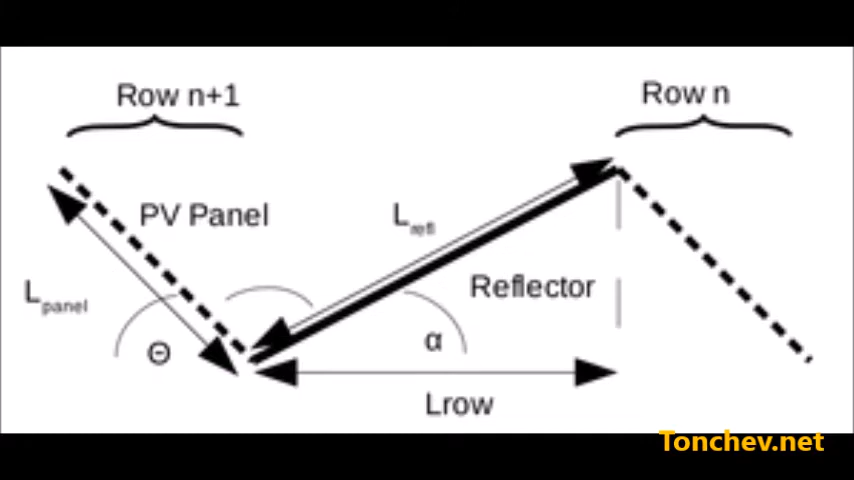 Row n+1
Row n
PV Panel
Lrefl
Lpanel
Reflector
Θ
α
Lrow
Tonchev.net